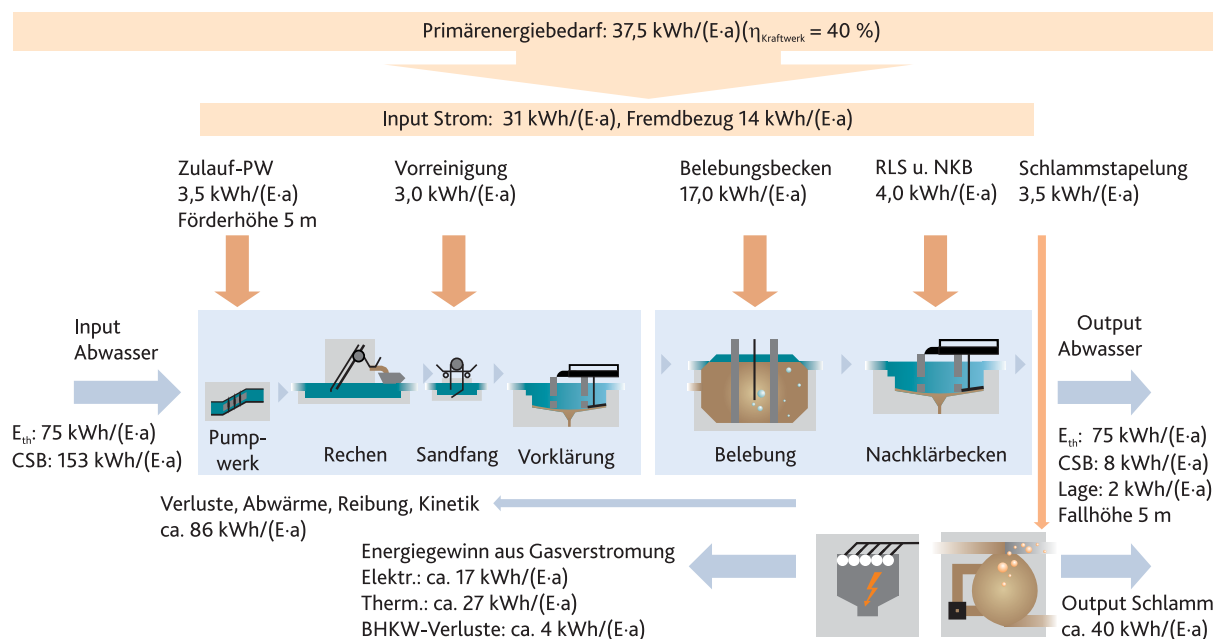 Primärenergiebedarf: 37,5 kWh/(E·a)(ηKraftwerk = 40 %)
Input Strom: 31 kWh/(E·a), Fremdbezug 14 kWh/(E·a)
Zulauf-PW
3,5 kWh/(E·a)
Förderhöhe 5 m
Vorreinigung
3,0 kWh/(E·a)
Belebungsbecken
17,0 kWh/(E·a)
RLS u. NKB
4,0 kWh/(E·a)
Schlammstapelung
3,5 kWh/(E·a)
Input
Abwasser
Eth: 75 kWh/(E·a)
CSB: 153 kWh/(E·a)
Pump-
werk
Rechen
Sandfang
Vorklärung
Belebung
Nachklärbecken
Output
Abwasser
Eth: 75 kWh/(E·a)
CSB: 8 kWh/(E·a)
Lage: 2 kWh/(E·a)
Fallhöhe 5 m
Verluste, Abwärme, Reibung, Kinetik
ca. 86 kWh/(E·a)
Energiegewinn aus Gasverstromung
Elektr.: ca. 17 kWh/(E·a)
Therm.: ca. 27 kWh/(E·a)
BHKW-Verluste: ca. 4 kWh/(E·a)
Output Schlamm
ca. 40 kWh/(E·a)